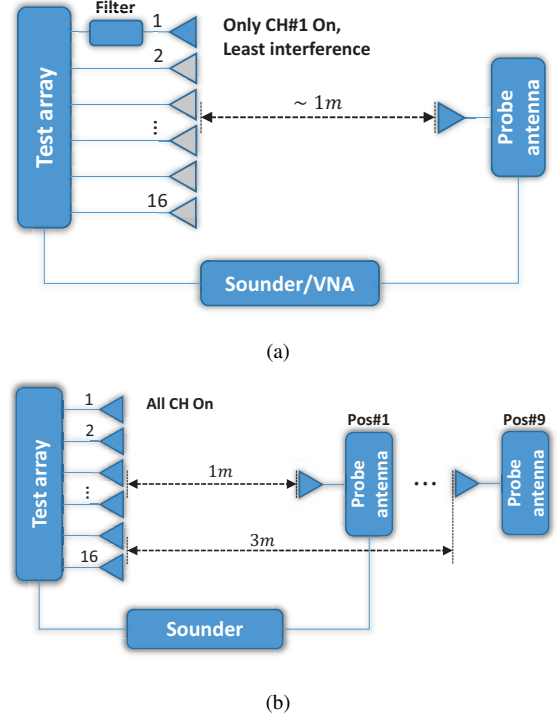 Filter
1
Only CH#1 On,
Least interference
2
~ 1m
...
16
Test array
Probe
antenna
Sounder/VNA
(a)
1
All CH On
2
Pos#1
Pos#9
1m
...
...
3m
16
Test array
Probe
antenna
Probe
antenna
Sounder
(b)